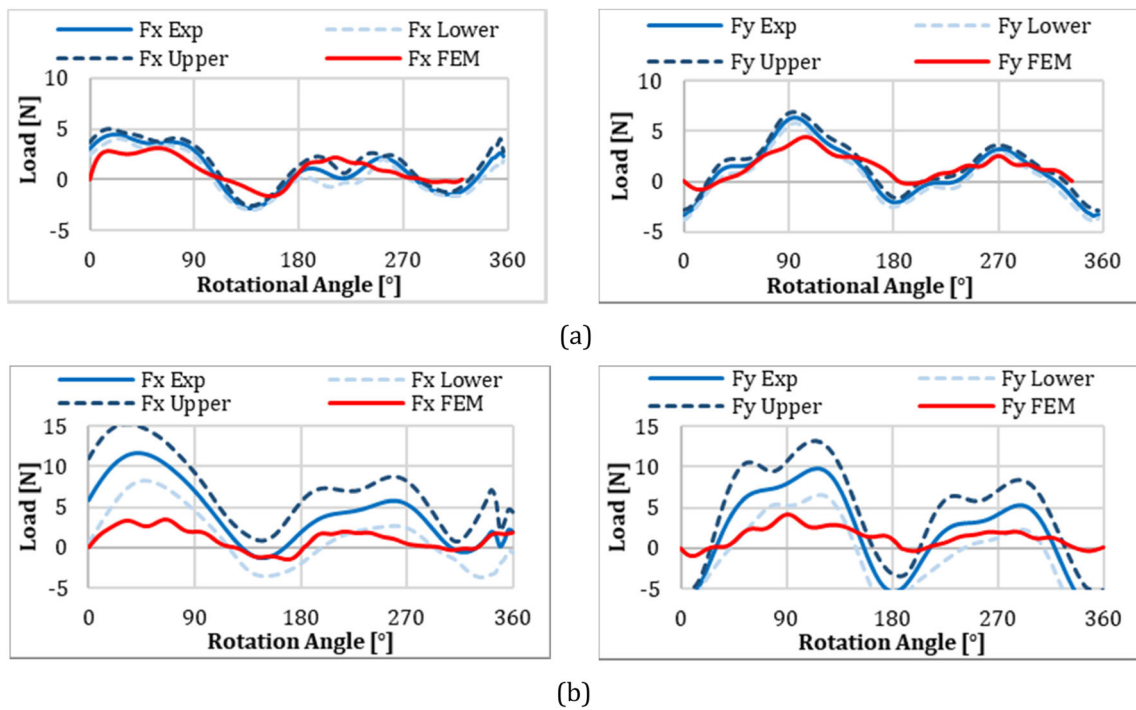 Fx Exp Fx Lower
Fx Upper Fx FEM
10
5
0
-5
Load [N]
0 90 180 270 360
Rotational Angle [°]
Fy Exp Fy Lower
Fy Upper Fy FEM
10
5
0
-5
Load [N]
0 90 180 270 360
Rotational Angle [°]
(a)
Fx Exp Fx Lower
Fx Upper Fx FEM
15
10
5
0
-5
Load [N]
0 90 180 270 360
Rotation Angle [°]
Fy Exp Fy Lower
Fy Upper Fy FEM
15
10
5
0
-5
Load [N]
0 90 180 270 360
Rotation Angle [°]
(b)